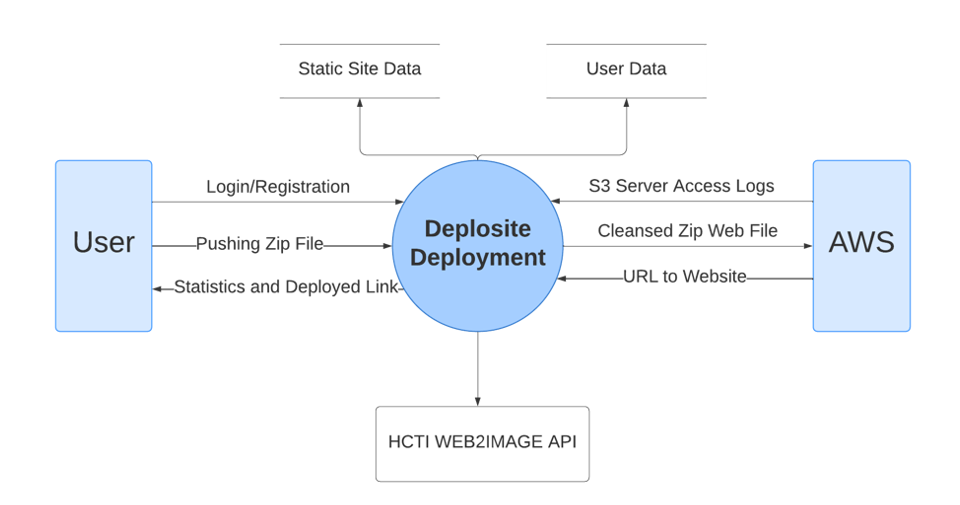 Static Site Data
User Data
Login/Registration
S3 Server Access Logs
User
Pushing Zip File
Deplosite
Deployment
Cleansed Zip Web File
AWS
Statistics and Deployed Link
URL to Website
HCTI WEB2IMAGE API